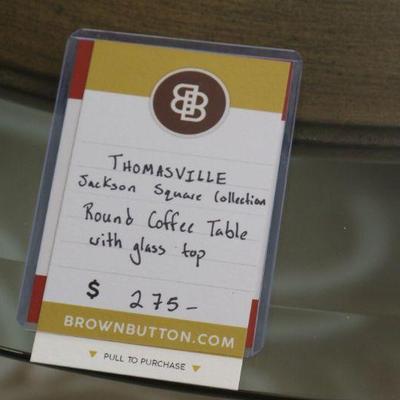 BB
THOMASVILLE
Jackson Square Collection
Round Coffee Table
with glass top
$ 275-
BROWNBUTTON.COM
PULL TO PURCHASE